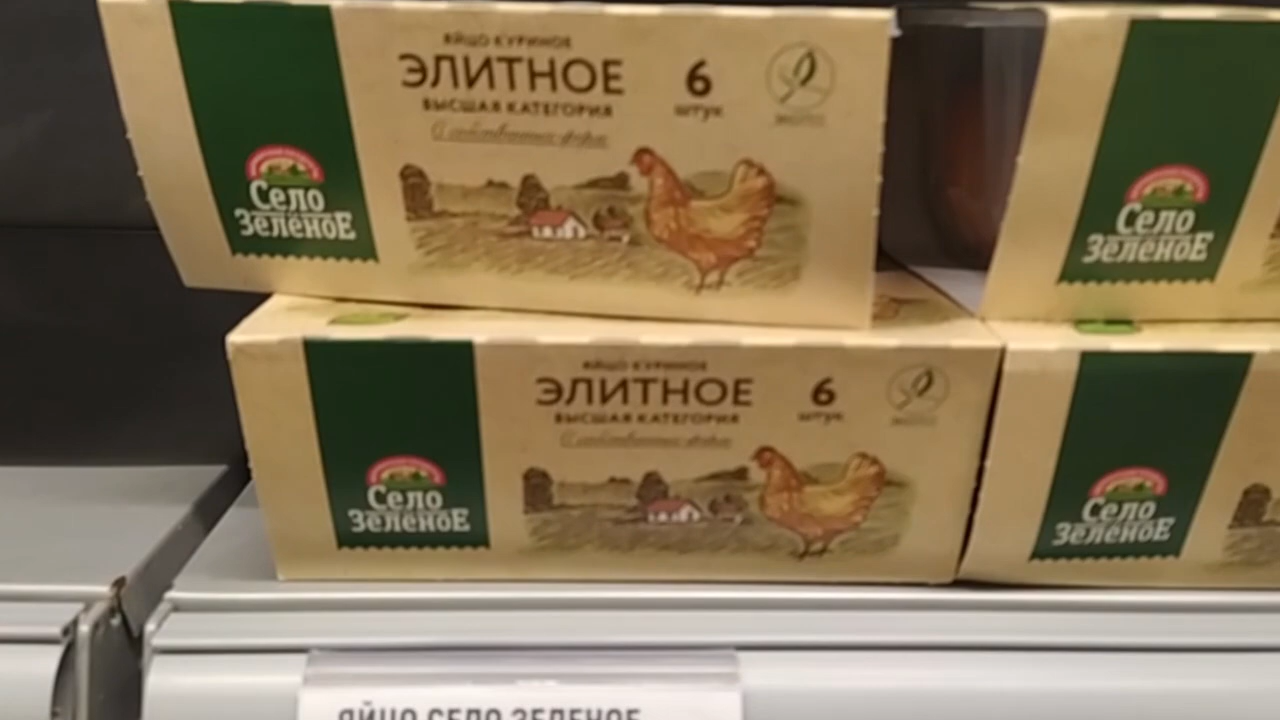 ЯЙЦО КУРИНОЕ
ЭЛИТНОЕ
ВЫСШАЯ КАТЕГОРИЯ
6
штук
Село
Зелёное
Село
Зелёное
ЯЙЦО КУРИНОЕ
ЭЛИТНОЕ
ВЫСШАЯ КАТЕГОРИЯ
6
штук
Село
Зелёное
Село
Зелёное
ЯЙЦО СЕЛО ЗЕЛЕНОЕ